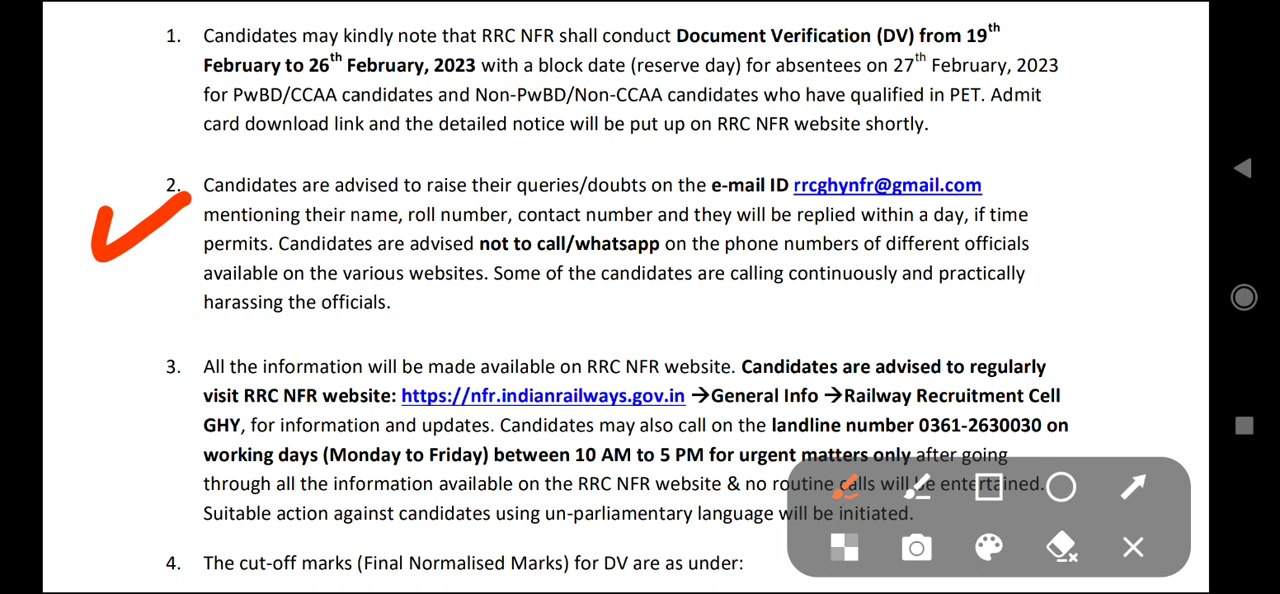 1. Candidates may kindly note that RRC NFR shall conduct Document Verification (DV) from 19th
February to 26th February, 2023 with a block date (reserve day) for absentees on 27th February, 2023
for PwBD/CCAA candidates and Non-PwBD/Non-CCAA candidates who have qualified in PET. Admit
card download link and the detailed notice will be put up on RRC NFR website shortly.
2. Candidates are advised to raise their queries/doubts on the e-mail ID rrcghynfr@gmail.com
mentioning their name, roll number, contact number and they will be replied within a day, if time
permits. Candidates are advised not to call/whatsapp on the phone numbers of different officials
available on the various websites. Some of the candidates are calling continuously and practically
harassing the officials.
3. All the information will be made available on RRC NFR website. Candidates are advised to regularly
visit RRC NFR website: https://nfr.indianrailways.gov.in →General Info →Railway Recruitment Cell
GHY, for information and updates. Candidates may also call on the landline number 0361-2630030 on
working days (Monday to Friday) between 10 AM to 5 PM for urgent matters only after going
through all the information available on the RRC NFR website & no routine calls will be entertained.
Suitable action against candidates using un-parliamentary language will be initiated.
4. The cut-off marks (Final Normalised Marks) for DV are as under: